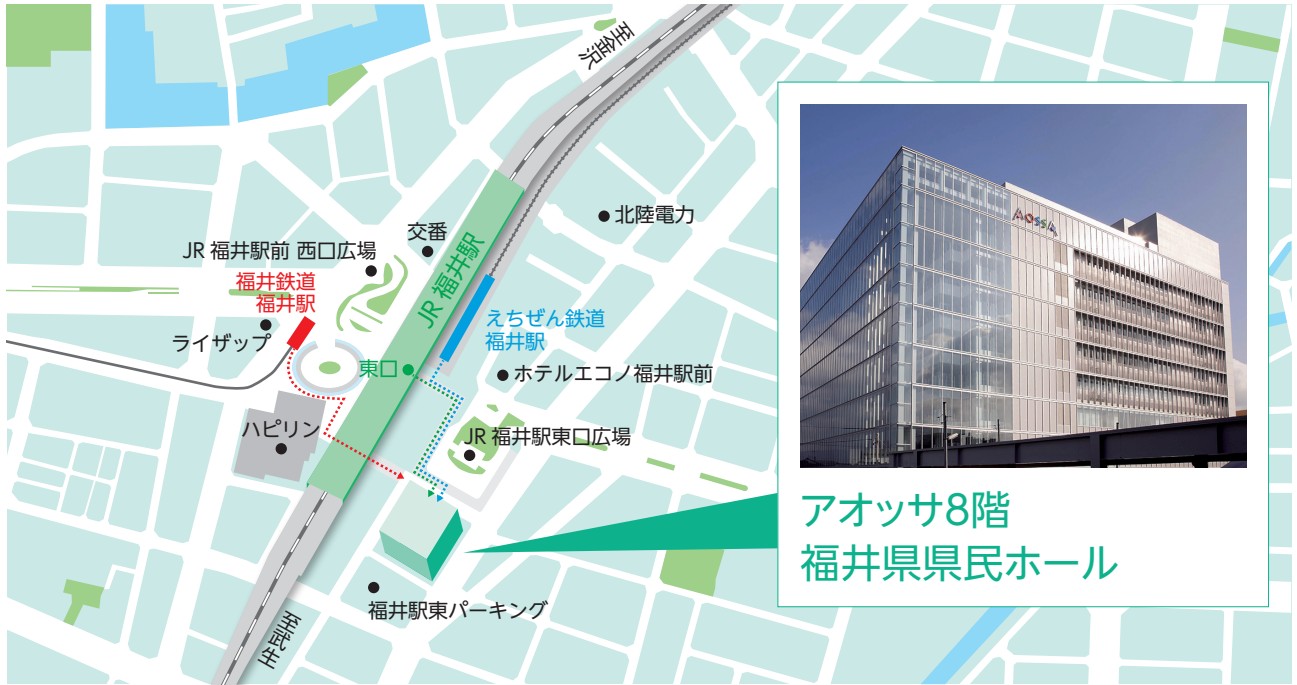 至金沢
北陸電力
交番
JR 福井駅前 西口広場
JR 福井駅
福井鉄道
福井駅
えちぜん鉄道
福井駅
ライザップ
東口
ホテルエコノ福井駅前
ハピリン
JR 福井駅東口広場
福井駅東パーキング
至武生
AOSSA
アオッサ8階
福井県県民ホール